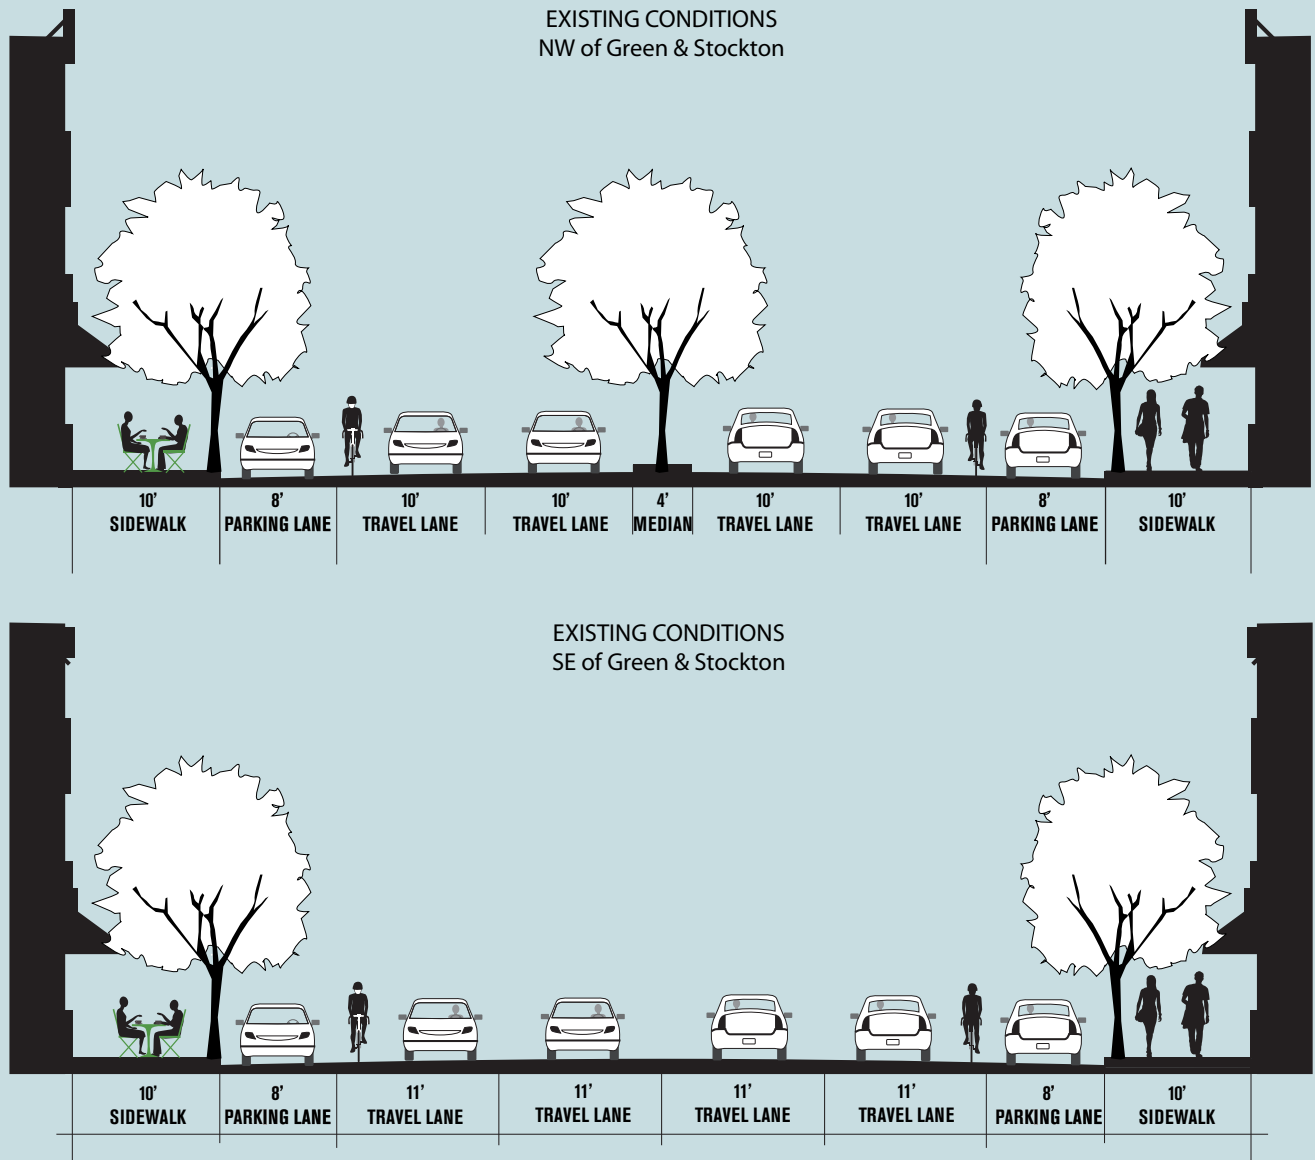 EXISTING CONDITIONS
NW of Green & Stockton
10’ 8’ 10’ 10’ 4’ 10’ 10’ 8’ 10’
SIDEWALK PARKING LANE TRAVEL LANE TRAVEL LANE MEDIAN TRAVEL LANE TRAVEL LANE PARKING LANE SIDEWALK
EXISTING CONDITIONS
SE of Green & Stockton
10’ 8’ 11’ 11’ 11’ 11’ 8’ 10’
SIDEWALK PARKING LANE TRAVEL LANE TRAVEL LANE TRAVEL LANE TRAVEL LANE PARKING LANE SIDEWALK